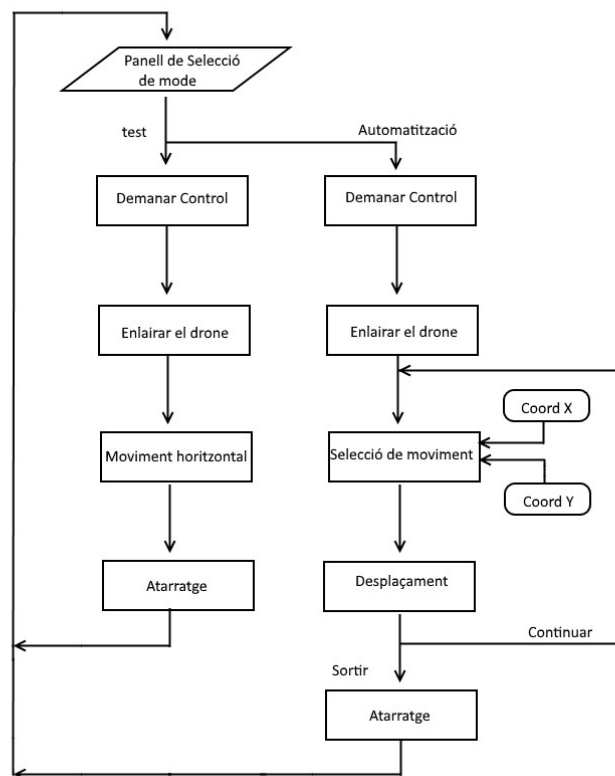 Panell de Selecció
de mode
test
Automatització
Demanar Control
Demanar Control
Enlairar el drone
Enlairar el drone
Coord X
Moviment horitzontal
Selecció de moviment
Coord Y
Atarratge
Desplaçament
Continuar
Sortir
Atarratge